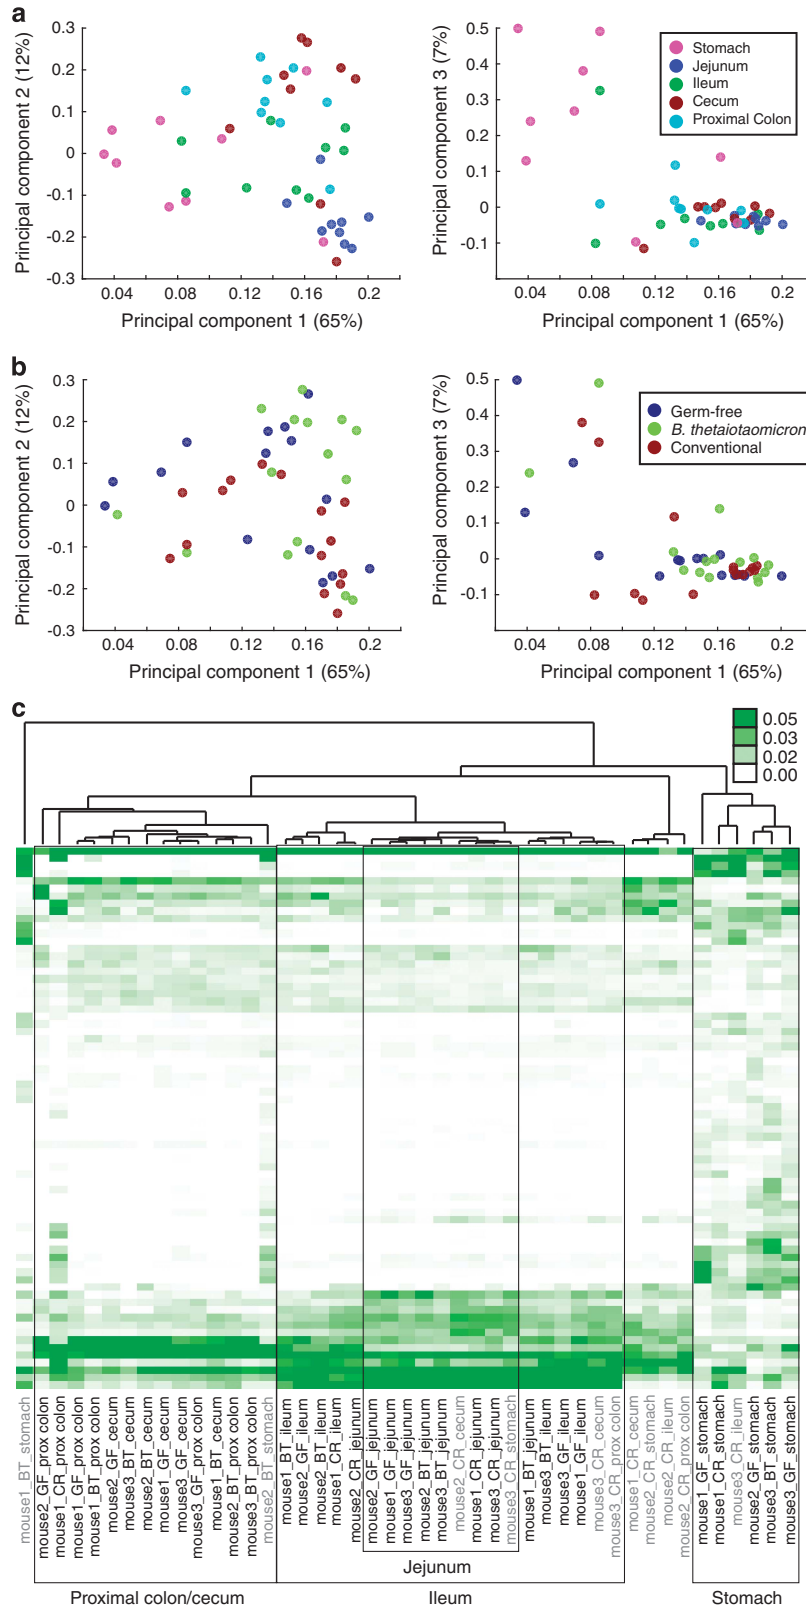 a
Principal component 2 (12%)
0.3
0.2
0.1
0
-0.1
-0.2
-0.3
0.04
0.08
0.12
0.16
0.2
Principal component 1 (65%)
Principal component 3 (7%)
0.5
0.4
0.3
0.2
0.1
0
-0.1
0.04
0.08
0.12
0.16
0.2
Principal component 1 (65%)
Stomach
Jejunum
Ileum
Cecum
Proximal Colon
b
Principal component 2 (12%)
0.3
0.2
0.1
0
-0.1
-0.2
-0.3
0.04
0.08
0.12
0.16
0.2
Principal component 1 (65%)
Principal component 3 (7%)
0.5
0.4
0.3
0.2
0.1
0
-0.1
0.04
0.08
0.12
0.16
0.2
Principal component 1 (65%)
Germ-free
B. thetaiotaomicron
Conventional
c
0.05
0.03
0.02
0.00
mouse1_BT_stomach
mouse2_GF_prox colon
mouse1_CR_prox colon
mouse1_GF_prox colon
mouse1_BT_prox colon
mouse2_GF_cecum
mouse3_BT_cecum
mouse2_BT_cecum
mouse1_GF_cecum
mouse3_GF_cecum
mouse3_GF_prox colon
mouse1_BT_cecum
mouse2_BT_prox colon
mouse3_BT_prox colon
mouse2_BT_stomach
mouse1_BT_ileum
mouse2_GF_ileum
mouse2_BT_ileum
mouse1_CR_ileum
mouse2_CR_jejunum
mouse2_GF_jejunum
mouse1_GF_jejunum
mouse3_GF_jejunum
mouse2_BT_jejunum
mouse3_BT_jejunum
mouse2_CR_cecum
mouse1_CR_jejunum
mouse3_CR_jejunum
mouse3_CR_stomach
mouse1_BT_jejunum
mouse3_BT_ileum
mouse3_GF_ileum
mouse1_GF_ileum
mouse3_CR_cecum
mouse3_CR_prox colon
mouse1_CR_cecum
mouse2_CR_stomach
mouse2_CR_ileum
mouse2_CR_prox colon
mouse1_GF_stomach
mouse1_CR_stomach
mouse3_CR_ileum
mouse2_GF_stomach
mouse3_BT_stomach
mouse3_GF_stomach
Jejunum
Proximal colon/cecum
Ileum
Stomach